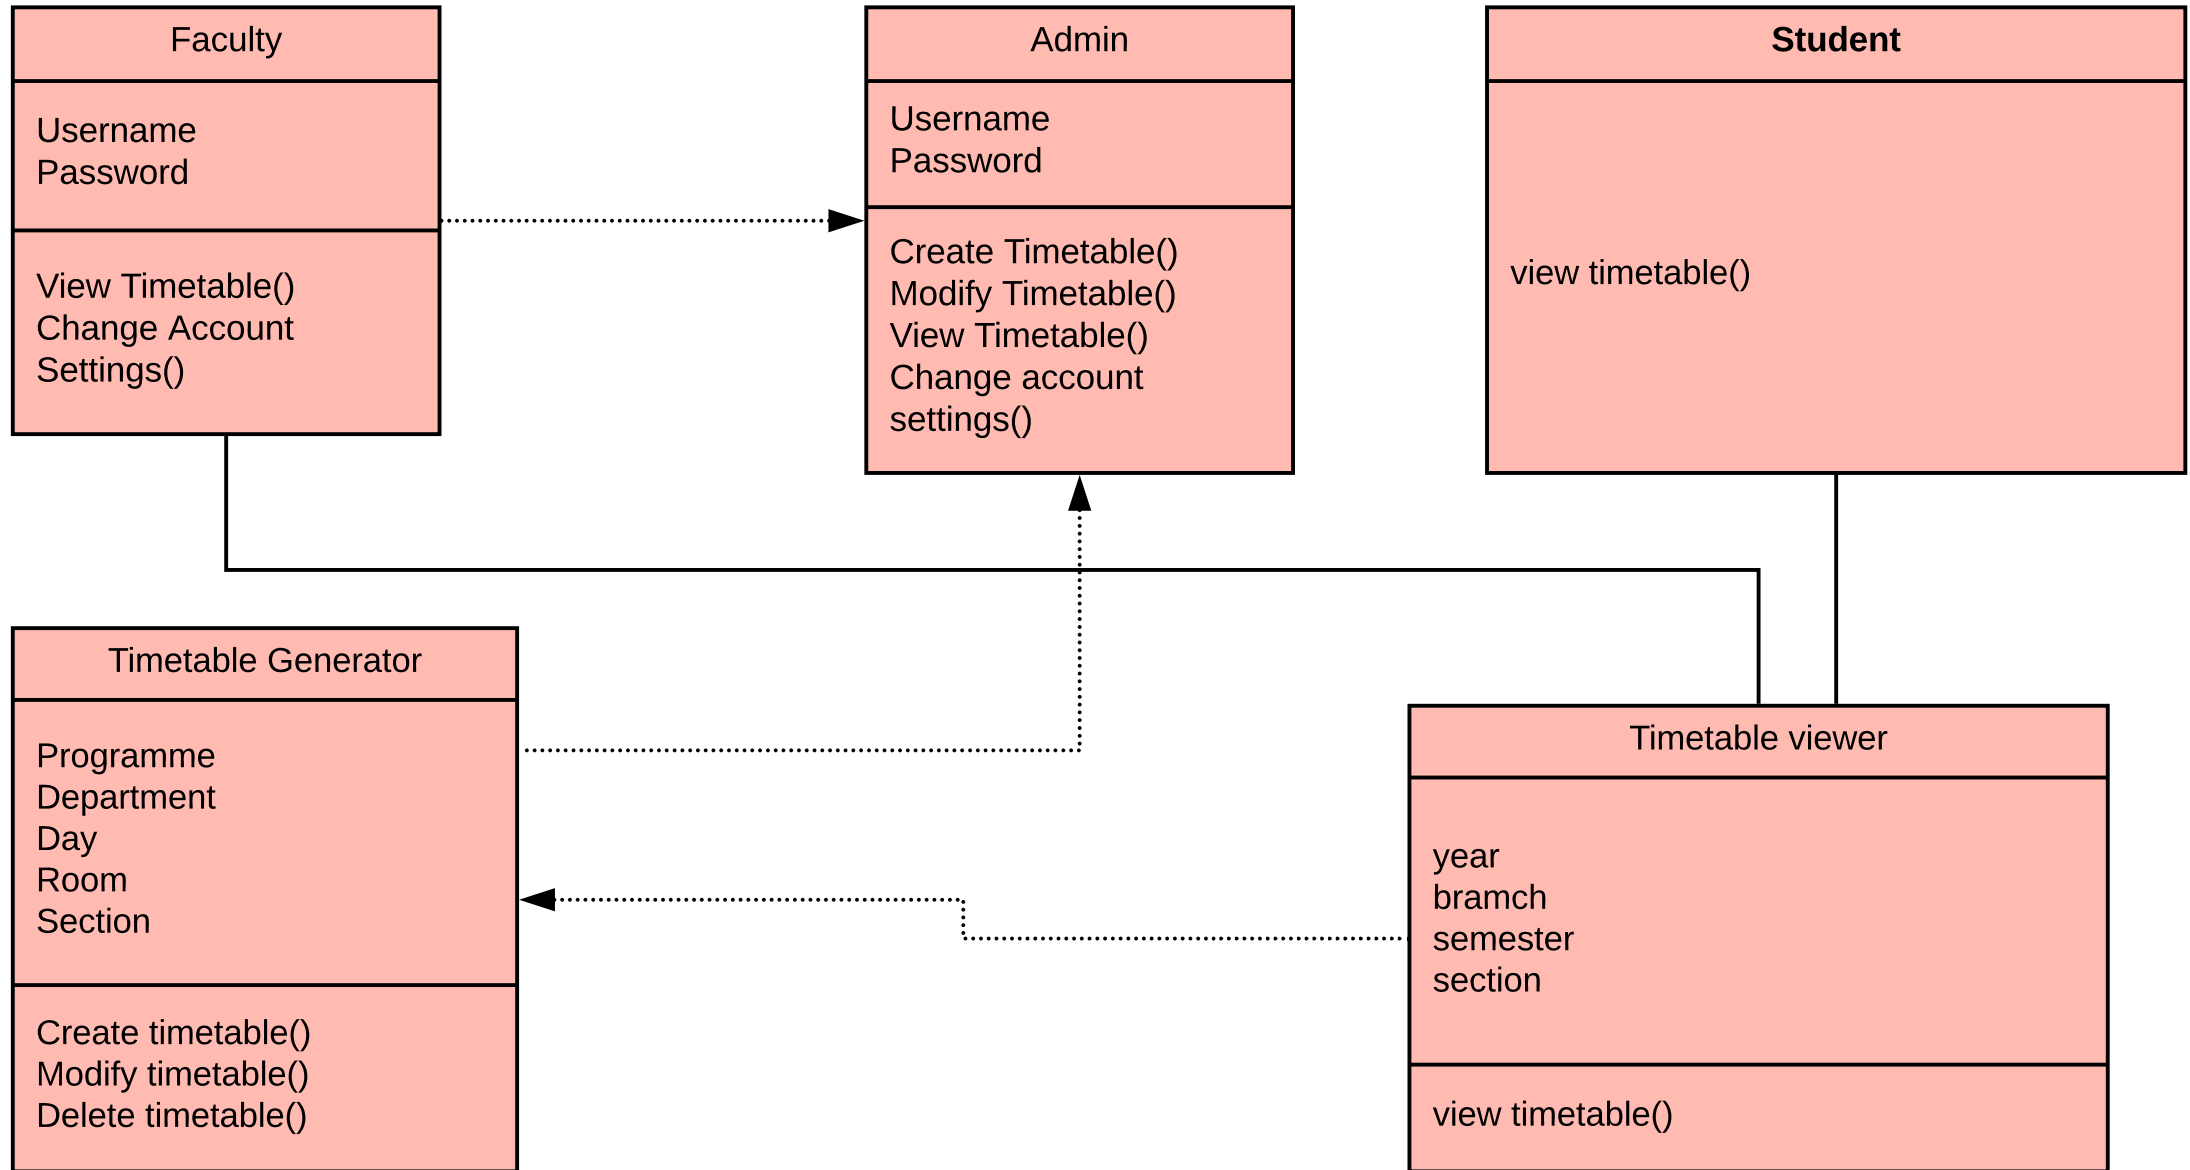 Faculty
Username
Password
View Timetable()
Change Account
Settings()
Admin
Username
Password
Create Timetable()
Modify Timetable()
View Timetable()
Change account
settings()
Student
view timetable()
Timetable Generator
Programme
Department
Day
Room
Section
Create timetable()
Modify timetable()
Delete timetable()
Timetable viewer
year
bramch
semester
section
view timetable()